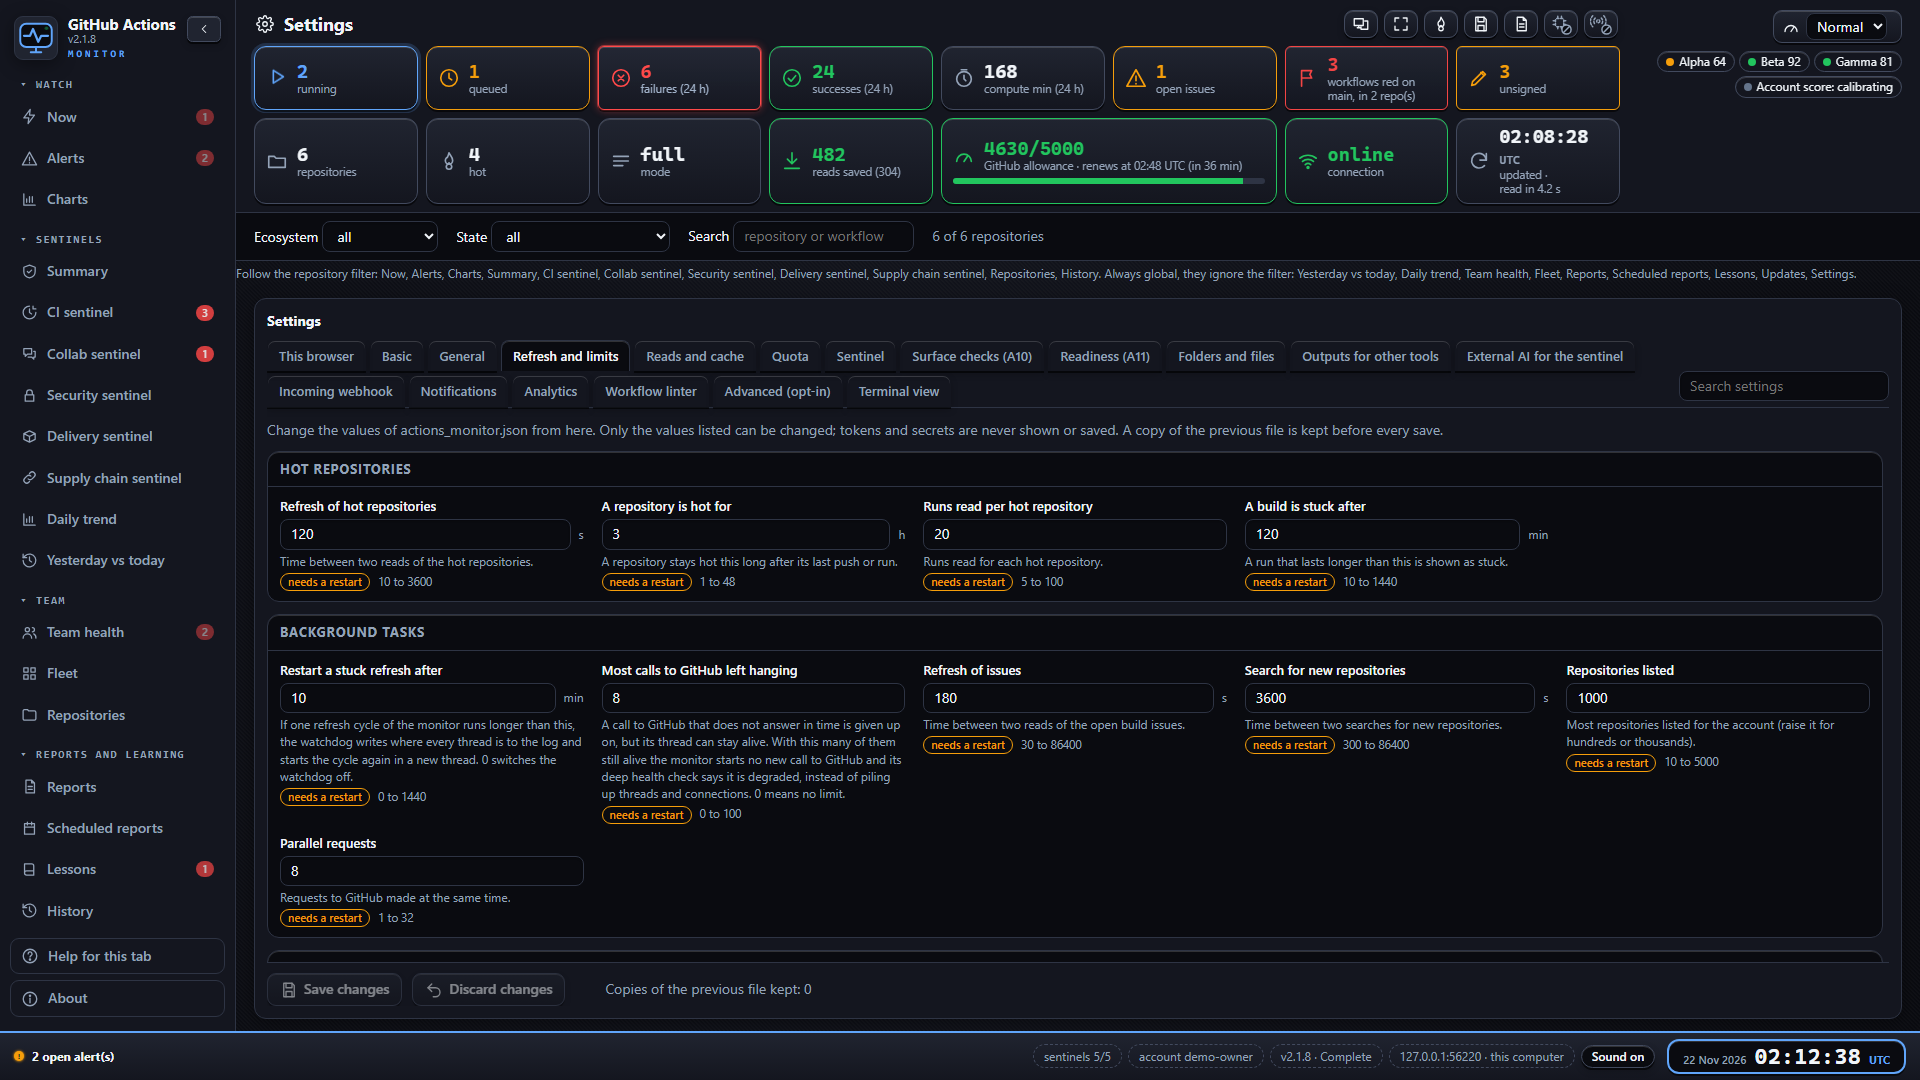 GitHub Actions
v2.1.8
MONITOR
WATCH
Now 1
Alerts 2
Charts
SENTINELS
Summary
CI sentinel 3
Collab sentinel 1
Security sentinel
Delivery sentinel
Supply chain sentinel
Daily trend
Yesterday vs today
TEAM
Team health 2
Fleet
Repositories
REPORTS AND LEARNING
Reports
Scheduled reports
Lessons 1
History
Help for this tab
About
Settings
Normal
Alpha 64
Beta 92
Gamma 81
Account score: calibrating
2
running
1
queued
6
failures (24 h)
24
successes (24 h)
168
compute min (24 h)
1
open issues
3
workflows red on
main, in 2 repo(s)
3
unsigned
6
repositories
4
hot
full
mode
482
reads saved (304)
4630/5000
GitHub allowance · renews at 02:48 UTC (in 36 min)
online
connection
02:08:28
UTC
updated ·
read in 4.2 s
Ecosystem all State all Search repository or workflow 6 of 6 repositories
Follow the repository filter: Now, Alerts, Charts, Summary, CI sentinel, Collab sentinel, Security sentinel, Delivery sentinel, Supply chain sentinel, Repositories, History. Always global, they ignore the filter: Yesterday vs today, Daily trend, Team health, Fleet, Reports, Scheduled reports, Lessons, Updates, Settings.
Settings
This browser Basic General Refresh and limits Reads and cache Quota Sentinel Surface checks (A10) Readiness (A11) Folders and files Outputs for other tools External AI for the sentinel
Incoming webhook Notifications Analytics Workflow linter Advanced (opt-in) Terminal view
Search settings
Change the values of actions_monitor.json from here. Only the values listed can be changed; tokens and secrets are never shown or saved. A copy of the previous file is kept before every save.
HOT REPOSITORIES
Refresh of hot repositories
120 s
Time between two reads of the hot repositories.
needs a restart 10 to 3600
A repository is hot for
3 h
A repository stays hot this long after its last push or run.
needs a restart 1 to 48
Runs read per hot repository
20
Runs read for each hot repository.
needs a restart 5 to 100
A build is stuck after
120 min
A run that lasts longer than this is shown as stuck.
needs a restart 10 to 1440
BACKGROUND TASKS
Restart a stuck refresh after
10 min
If one refresh cycle of the monitor runs longer than this,
the watchdog writes where every thread is to the log and
starts the cycle again in a new thread. 0 switches the
watchdog off.
needs a restart 0 to 1440
Most calls to GitHub left hanging
8
A call to GitHub that does not answer in time is given up
on, but its thread can stay alive. With this many of them
still alive the monitor starts no new call to GitHub and its
deep health check says it is degraded, instead of piling
up threads and connections. 0 means no limit.
needs a restart 0 to 100
Refresh of issues
180 s
Time between two reads of the open build issues.
needs a restart 30 to 86400
Search for new repositories
3600 s
Time between two searches for new repositories.
needs a restart 300 to 86400
Repositories listed
1000
Most repositories listed for the account (raise it for
hundreds or thousands).
needs a restart 10 to 5000
Parallel requests
8
Requests to GitHub made at the same time.
needs a restart 1 to 32
Save changes Discard changes Copies of the previous file kept: 0
2 open alert(s)
sentinels 5/5 account demo-owner v2.1.8 · Complete 127.0.0.1:56220 · this computer Sound on 22 Nov 2026 02:12:38 UTC